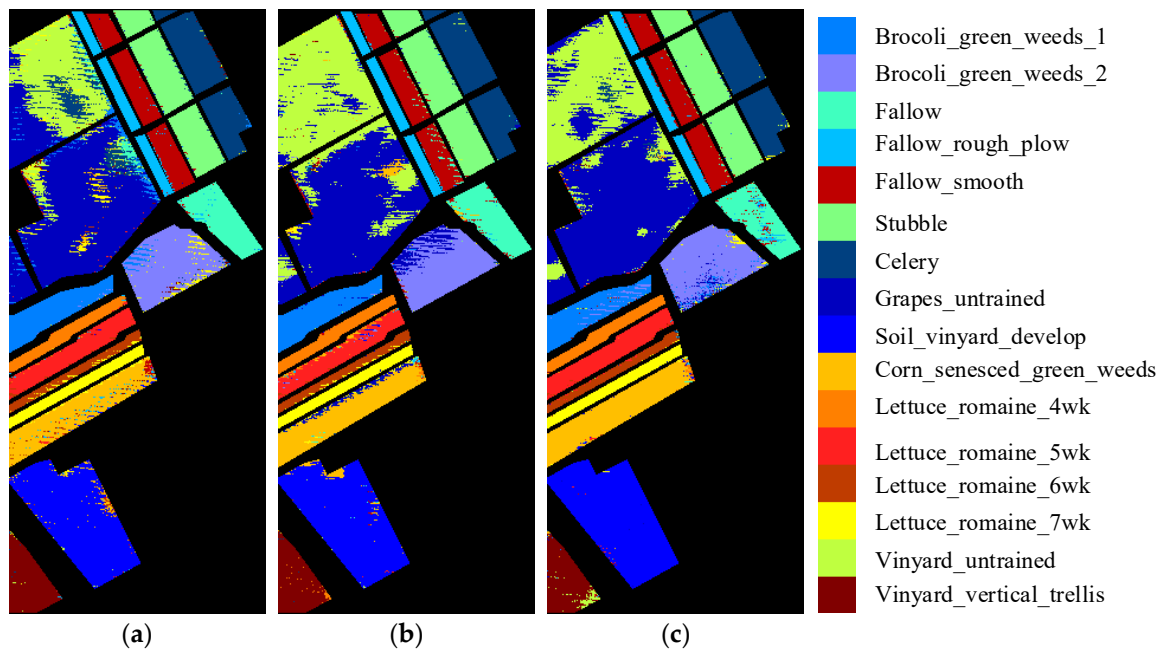 Brocoli_green_weeds_1
Brocoli_green_weeds_2
Fallow
Fallow_rough_plow
Fallow_smooth
Stubble
Celery
Grapes_untrained
Soil_vinyard_develop
Corn_senesced_green_weeds
Lettuce_romaine_4wk
Lettuce_romaine_5wk
Lettuce_romaine_6wk
Lettuce_romaine_7wk
Vinyard_untrained
Vinyard_vertical_trellis
(a) (b) (c)